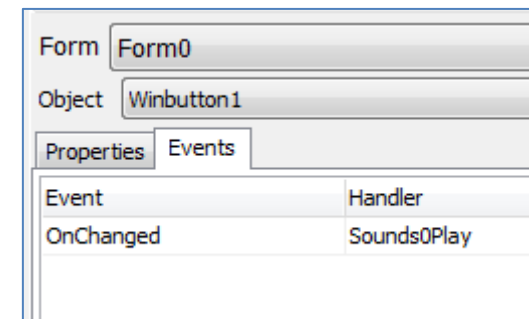 Form Form0
Object Winbutton1
Properties Events
Event Handler
OnChanged Sounds0Play